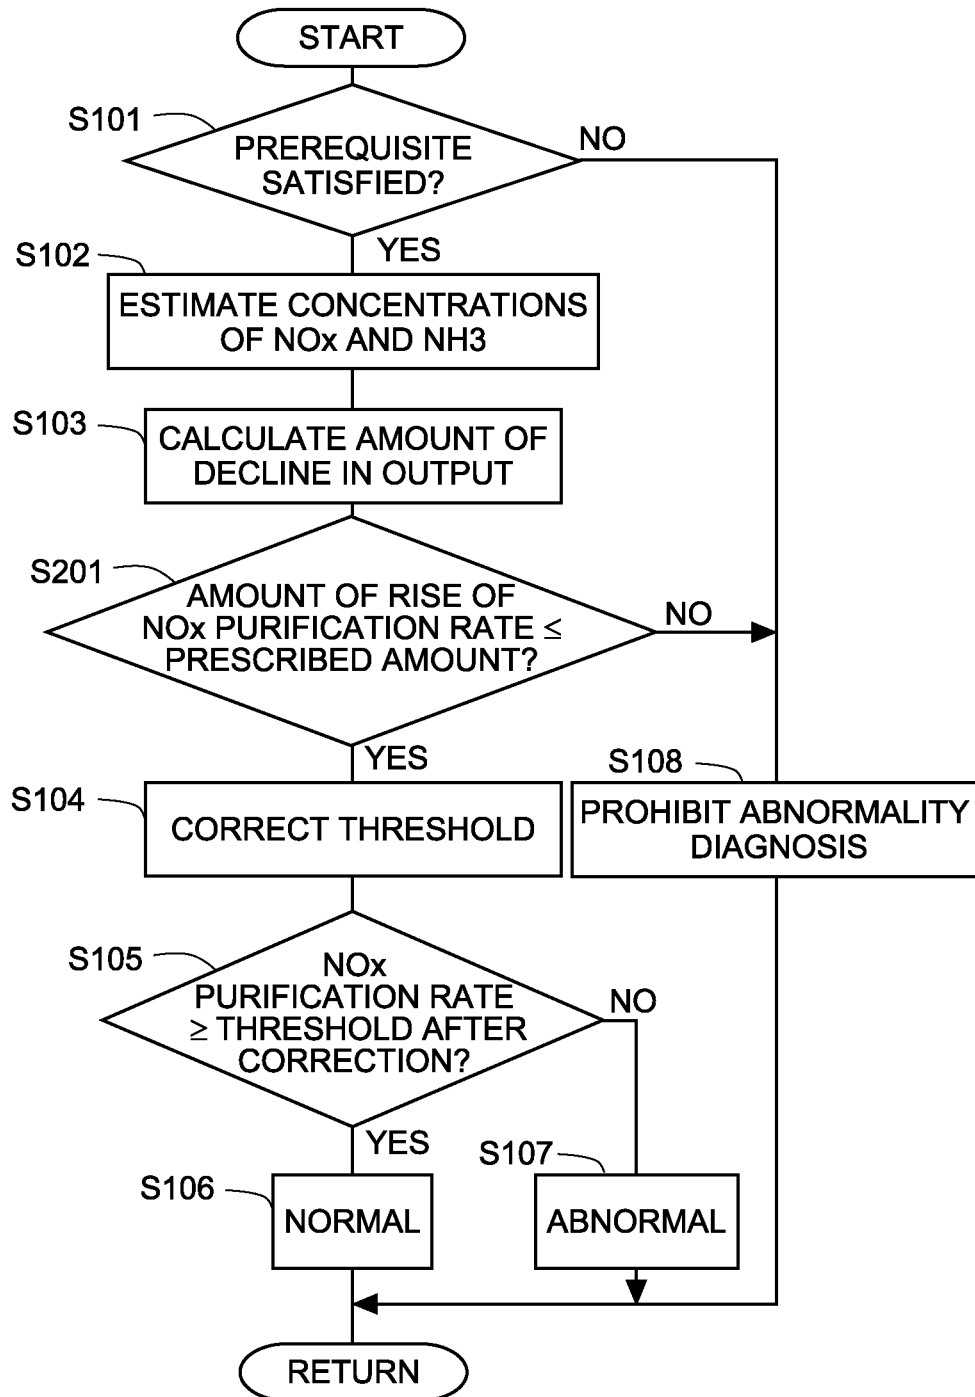 START
S101
PREREQUISITE
SATISFIED?
NO
YES
S102
ESTIMATE CONCENTRATIONS
OF NOx AND NH3
S103
CALCULATE AMOUNT OF
DECLINE IN OUTPUT
S201
AMOUNT OF RISE OF
NOx PURIFICATION RATE ≤
PRESCRIBED AMOUNT?
NO
YES
S104
CORRECT THRESHOLD
S108
PROHIBIT ABNORMALITY
DIAGNOSIS
S105
NOx
PURIFICATION RATE
≥ THRESHOLD AFTER
CORRECTION?
NO
YES
S106
NORMAL
S107
ABNORMAL
RETURN